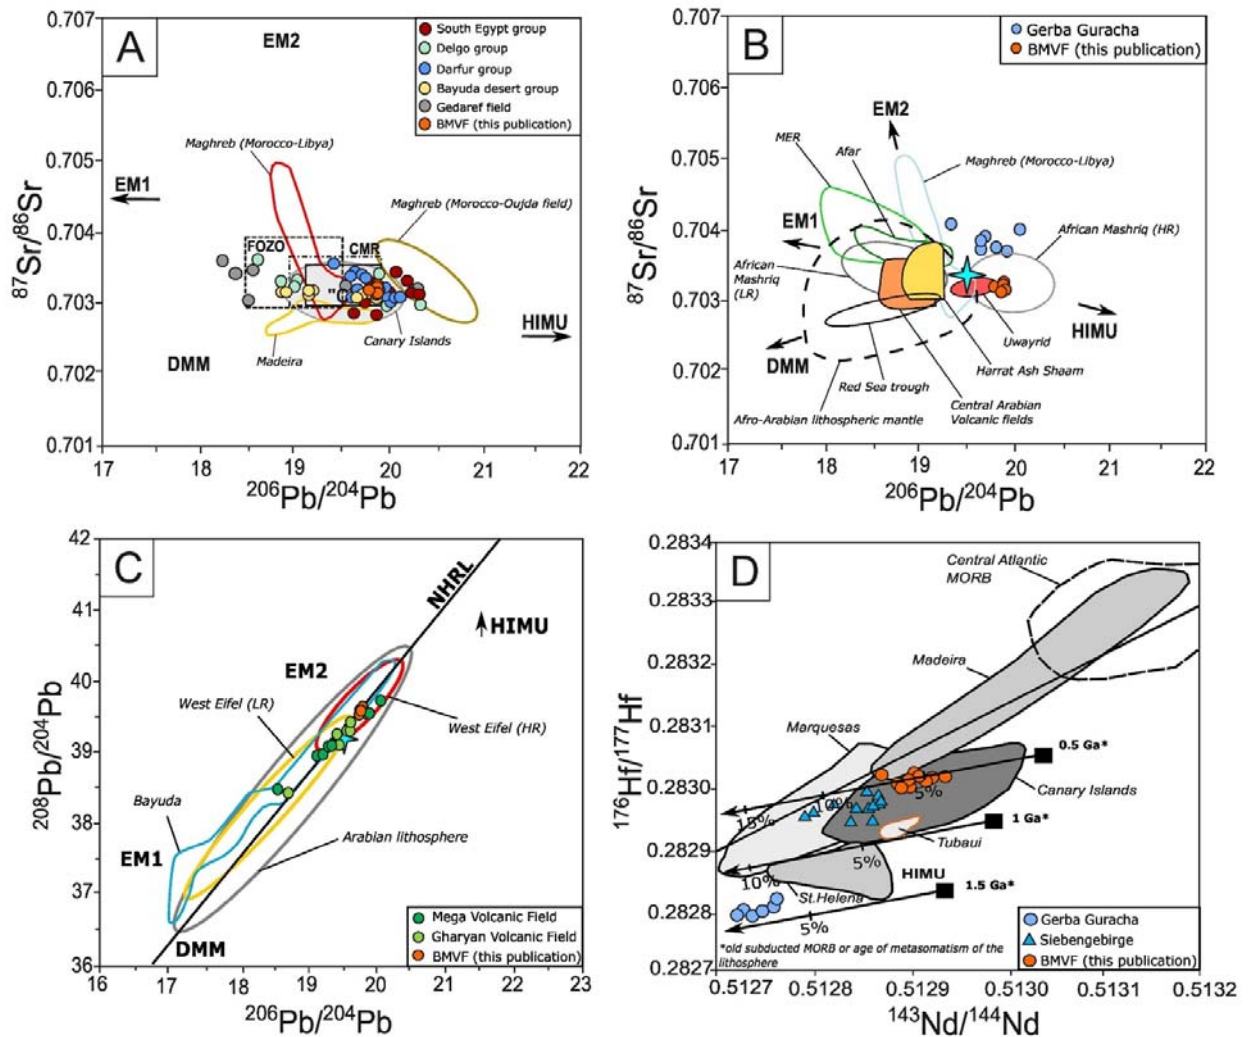 A
0.707
0.706
0.705
0.704
0.703
0.702
0.701
87Sr/86Sr
17
18
19
20
21
22
206Pb/204Pb
EM2
South Egypt group
Delgo group
Darfur group
Bayuda desert group
Gedaref field
BMVF (this publication)
Maghreb (Morocco-Libya)
EM1
Maghreb (Morocco-Oujda field)
FOZO
CMR
HIMU
Canary Islands
Madeira
DMM
B
0.707
0.706
0.705
0.704
0.703
0.702
0.701
87Sr/86Sr
17
18
19
20
21
22
206Pb/204Pb
Gerba Guracha
BMVF (this publication)
EM2
MER
Afar
Maghreb (Morocco-Libya)
EM1
African Mashriq (HR)
African
Mashriq
(LR)
HIMU
Uwayrid
DMM
Harrat Ash Shaam
Red Sea trough
Central Arabian
Volcanic fields
Afro-Arabian lithospheric mantle
C
42
41
40
39
38
37
36
208Pb/204Pb
16
17
18
19
20
21
22
23
206Pb/204Pb
NHRL
HIMU
EM2
West Eifel (LR)
West Eifel (HR)
Bayuda
EM1
Arabian lithosphere
DMM
Mega Volcanic Field
Gharyan Volcanic Field
BMVF (this publication)
D
0.2834
0.2833
0.2832
0.2831
0.2830
0.2829
0.2828
0.2827
176Hf/177Hf
0.5127
0.5128
0.5129
0.5130
0.5131
0.5132
143Nd/144Nd
Central Atlantic
MORB
Madeira
Marquesas
0.5 Ga*
5%
10%
15%
Canary Islands
1 Ga*
Tubaui
5%
10%
HIMU
1.5 Ga*
St.Helena
5%
*old subducted MORB or age of metasomatism of the
lithosphere
Gerba Guracha
Siebengebirge
BMVF (this publication)